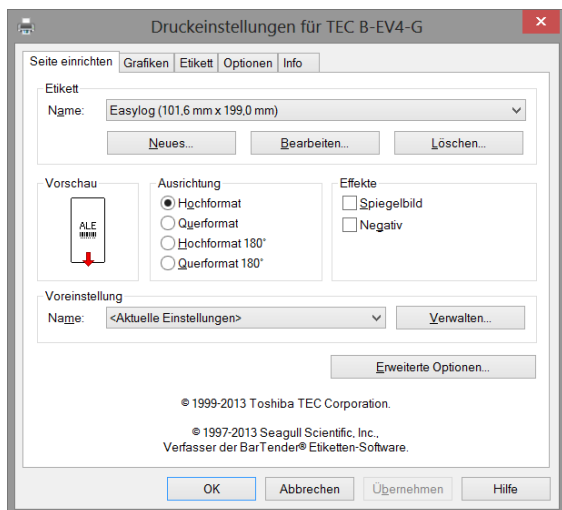 Druckeinstellungen für TEC B-EV4-G
Seite einrichten Grafiken Etikett Optionen Info
Etikett
Name: Easylog (101,6 mm x 199,0 mm)
Neues... Bearbeiten... Löschen...
Vorschau
ALE
Ausrichtung
Hochformat
Querformat
Hochformat 180°
Querformat 180°
Effekte
Spiegelbild
Negativ
Voreinstellung
Name: <Aktuelle Einstellungen> Verwalten...
Erweiterte Optionen...
© 1999-2013 Toshiba TEC Corporation.
© 1997-2013 Seagull Scientific, Inc.,
Verfasser der BarTender® Etiketten-Software.
OK Abbrechen Übernehmen Hilfe